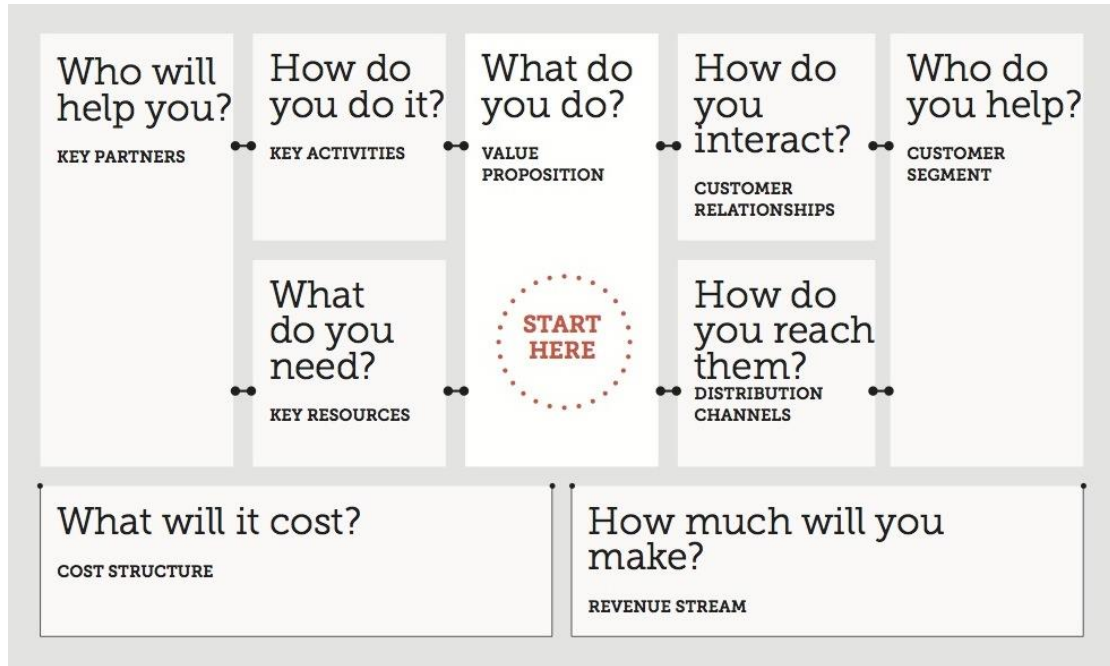 Who will
help you?
KEY PARTNERS
How do
you do it?
KEY ACTIVITIES
What
do you
need?
KEY RESOURCES
What do
you do?
VALUE
PROPOSITION
START
HERE
How do
you
interact?
CUSTOMER
RELATIONSHIPS
How do
you reach
them?
DISTRIBUTION
CHANNELS
Who do
you help?
CUSTOMER
SEGMENT
What will it cost?
COST STRUCTURE
How much will you
make?
REVENUE STREAM